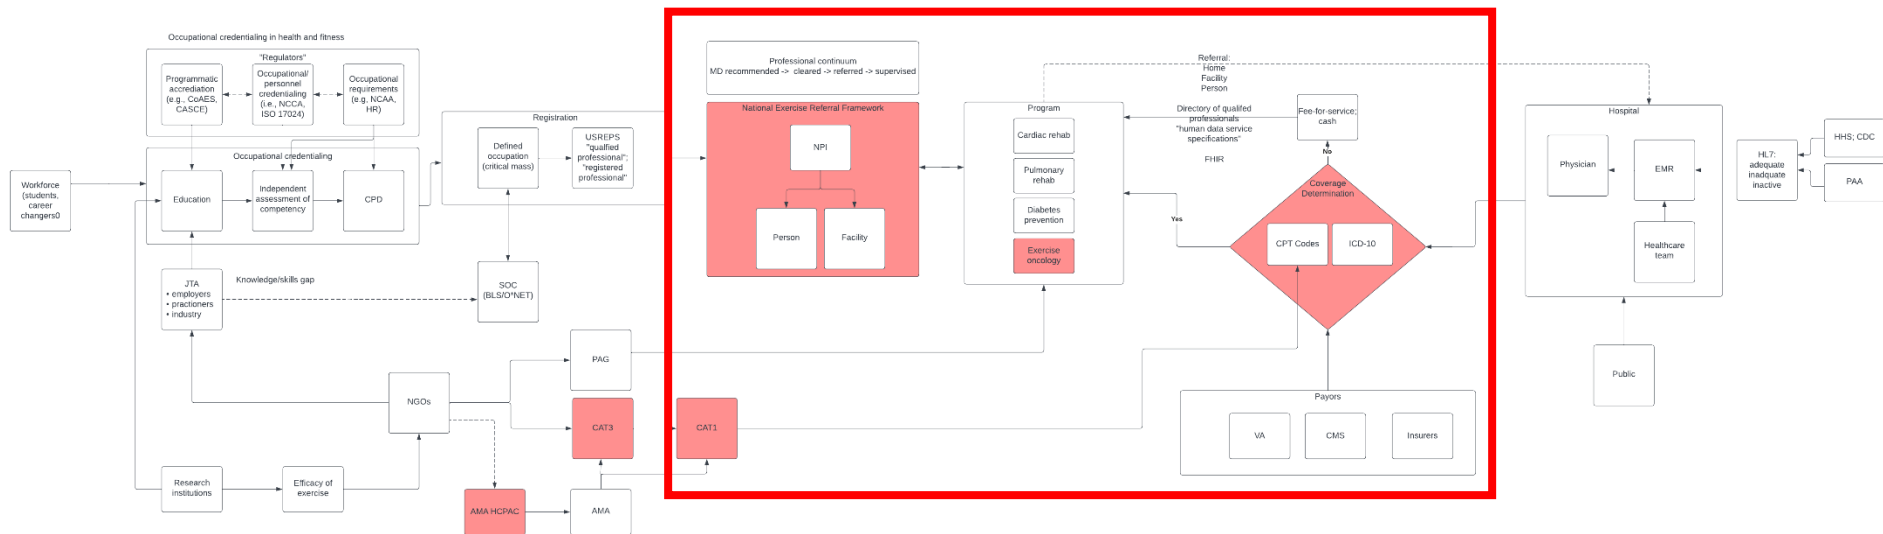 Occupational credentialing in health and fitness
"Regulators"
Programmatic
accrediation
(e.g., CoAES,
CASCE)
Occupational/
personnel
credentialing
(i.e., NCCA,
ISO 17024)
Occupational
requirements
(e.g, NCAA,
HR)
Occupational credentialing
Education
Independent
assessment of
competency
CPD
Workforce
(students,
career
changers0
JTA
• employers
• practioners
• industry
Knowledge/skills gap
Registration
Defined
occupation
(critical mass)
USREPS
"qualfied
professional";
"registered
professional"
SOC
(BLS/O*NET)
PAG
NGOs
CAT3
CAT1
Research
institutions
Efficacy of
exercise
AMA HCPAC
AMA
Professional continuum
MD recommended -> cleared -> referred -> supervised
National Exercise Referral Framework
NPI
Person
Facility
Program
Cardiac rehab
Pulmonary
rehab
Diabetes
prevention
Exercise
oncology
Referral:
Home
Facility
Person
Directory of qualifed
professionals
"human data service
specifications"
FHIR
Fee-for-service;
cash
No
Yes
Coverage
Determination
CPT Codes
ICD-10
Payors
VA
CMS
Insurers
Hospital
Physician
EMR
Healthcare
team
Public
HL7:
adequate
inadquate
inactive
HHS; CDC
PAA